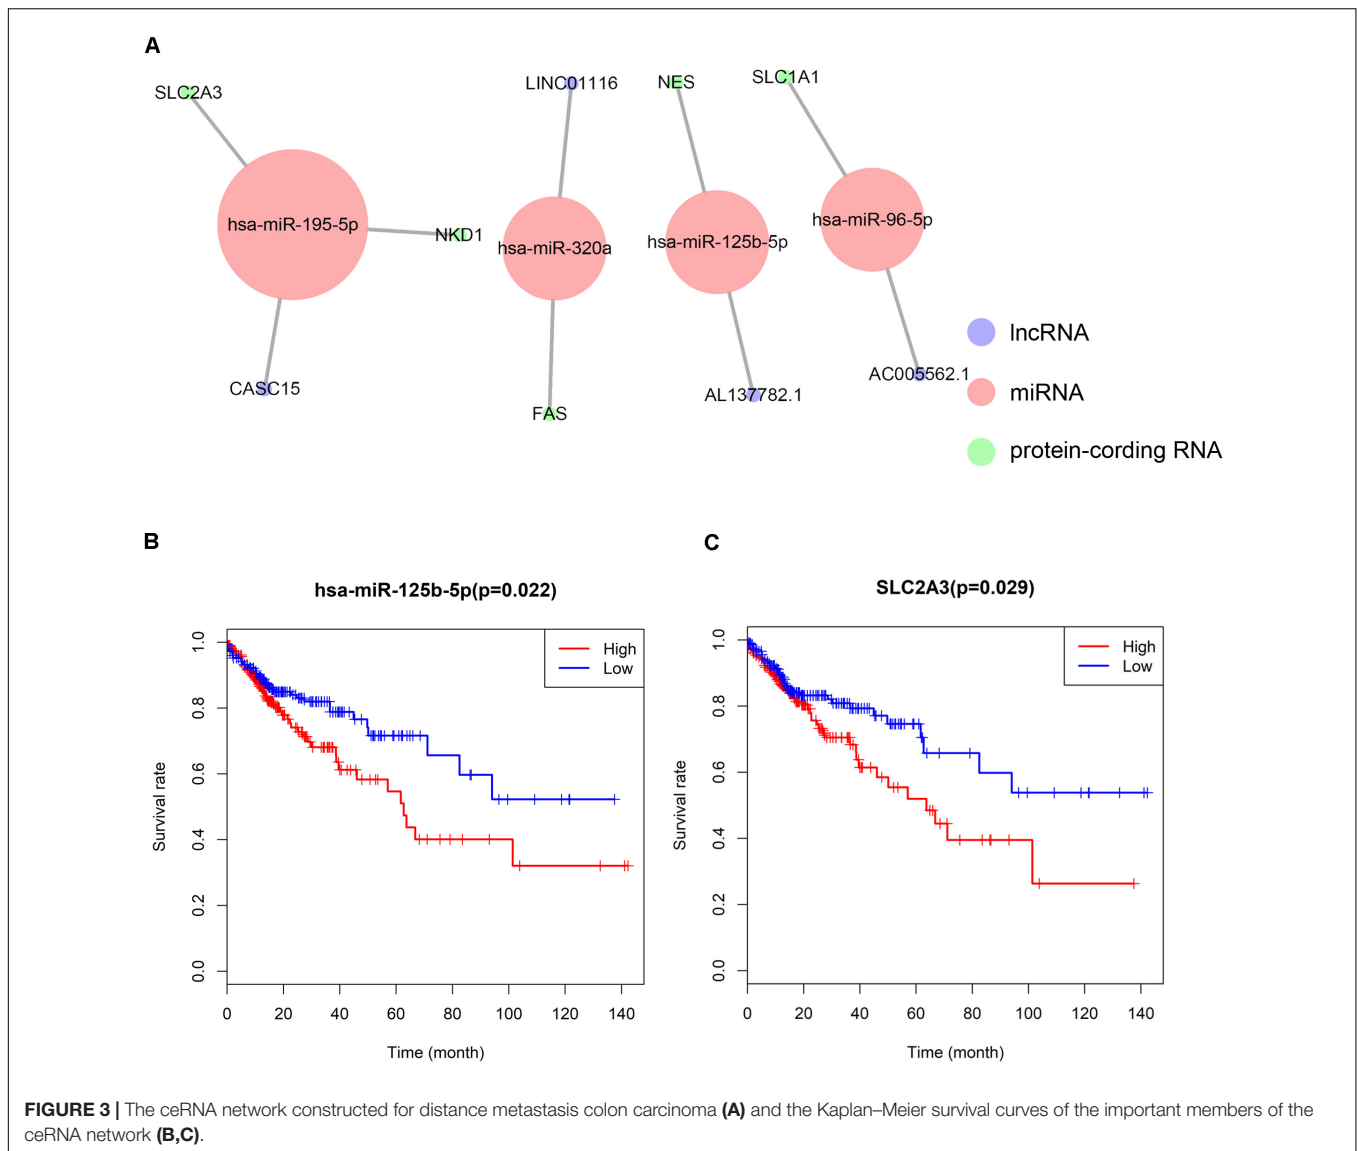 A
SLC2A3
LINC01116
NES
SLC1A1
hsa-miR-195-5p
NKD1
hsa-miR-320a
hsa-miR-125b-5p
hsa-miR-96-5p
CASC15
FAS
AL137782.1
AC005562.1
lncRNA
miRNA
protein-cording RNA
B
hsa-miR-125b-5p(p=0.022)
High
Low
Survival rate
1.0
0.8
0.6
0.4
0.2
0.0
0 20 40 60 80 100 120 140
Time (month)
C
SLC2A3(p=0.029)
High
Low
Survival rate
1.0
0.8
0.6
0.4
0.2
0.0
0 20 40 60 80 100 120 140
Time (month)
FIGURE 3 | The ceRNA network constructed for distance metastasis colon carcinoma (A) and the Kaplan–Meier survival curves of the important members of the
ceRNA network (B,C).